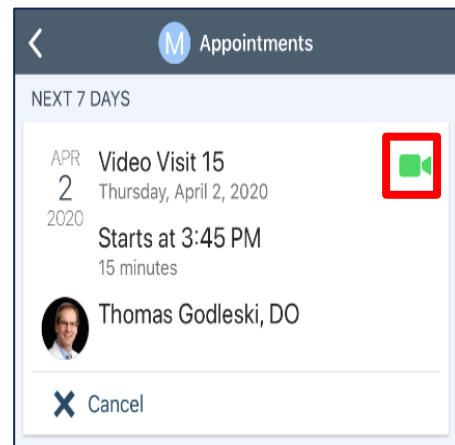 M Appointments
NEXT 7 DAYS
APR
2
2020
Video Visit 15
Thursday, April 2, 2020
Starts at 3:45 PM
15 minutes
Thomas Godleski, DO
Cancel